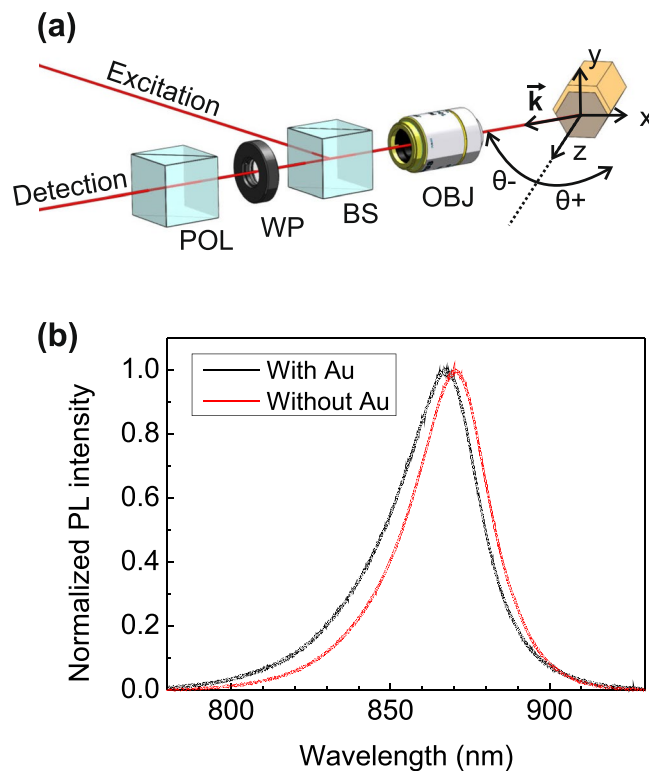 (a)
Excitation
Detection
POL
WP
BS
OBJ
k
y
x
z
θ-
θ+
(b)
With Au
Without Au
1.0
0.8
0.6
0.4
0.2
0.0
Normalized PL intensity
800
850
900
Wavelength (nm)